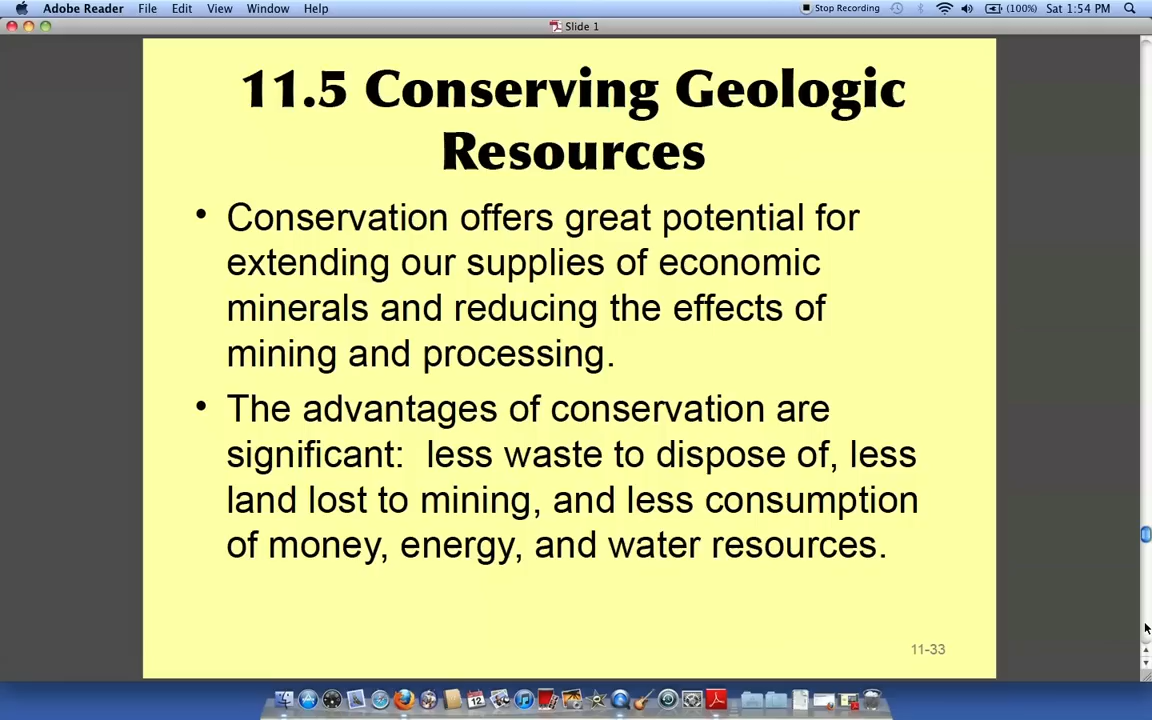 Adobe Reader File Edit View Window Help Stop Recording (100%) Sat 1:54 PM
Slide 1
11.5 Conserving Geologic
Resources
• Conservation offers great potential for
extending our supplies of economic
minerals and reducing the effects of
mining and processing.
• The advantages of conservation are
significant:  less waste to dispose of, less
land lost to mining, and less consumption
of money, energy, and water resources.
11-33
12